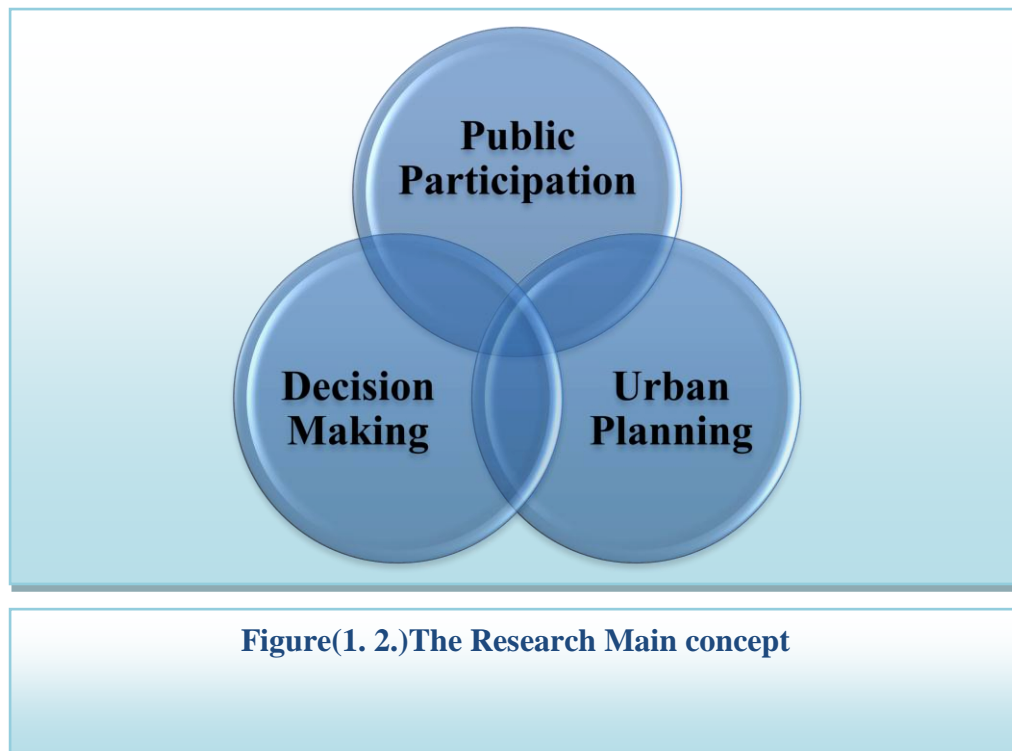 Public
Participation
Decision
Making
Urban
Planning
Figure(1. 2.)The Research Main concept